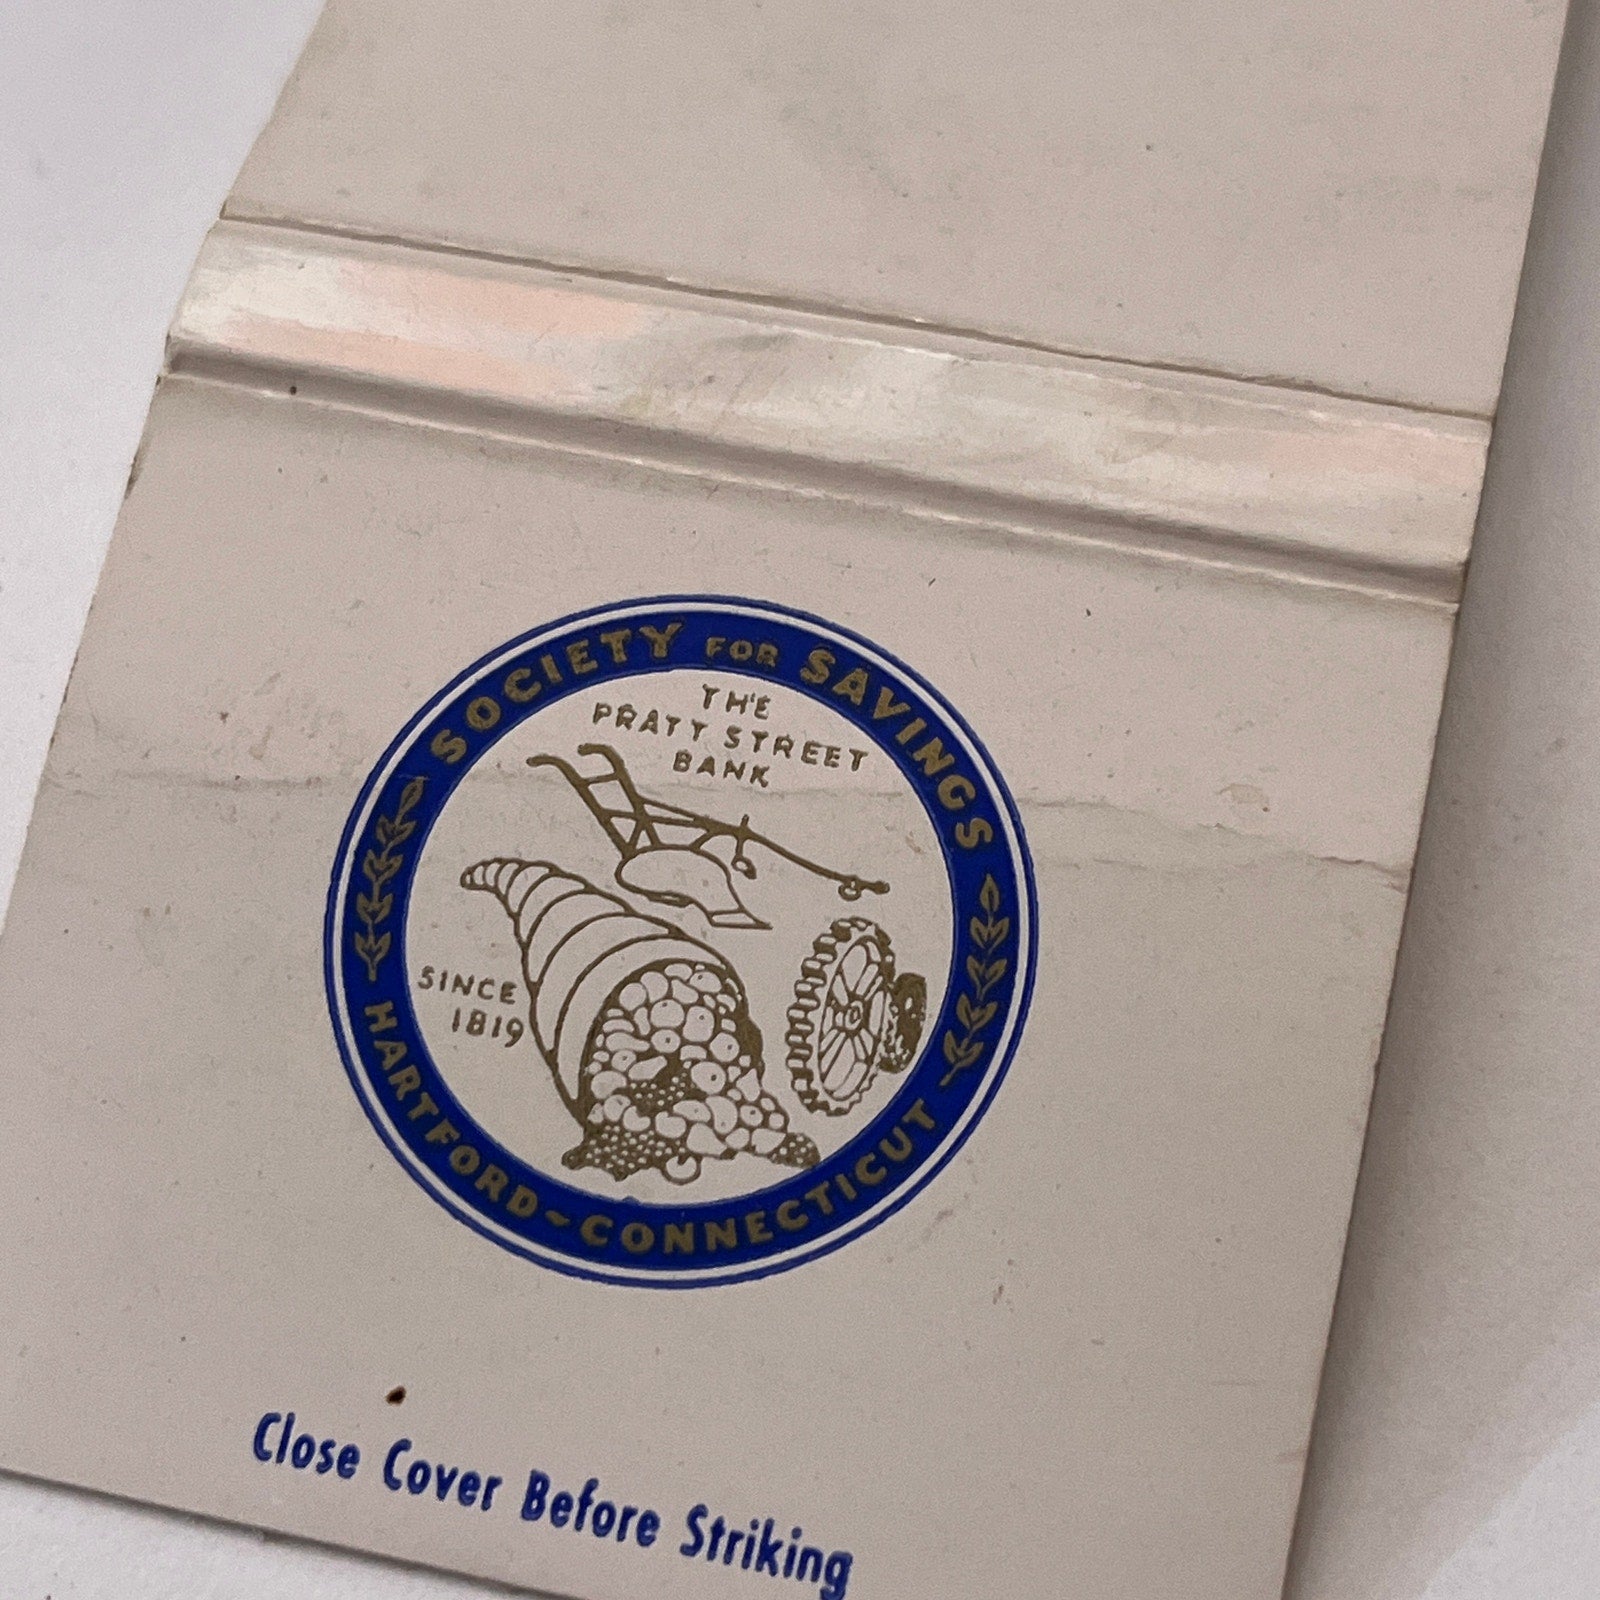 SOCIETY FOR SAVINGS
THE
PRATT STREET
BANK
SINCE
1819
HARTFORD~CONNECTICUT
Close Cover Before Striking